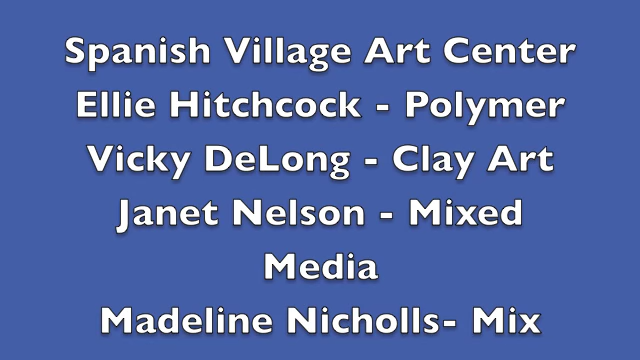 Spanish Village Art Center
Ellie Hitchcock - Polymer
Vicky DeLong - Clay Art
Janet Nelson - Mixed
Media
Madeline Nicholls- Mix